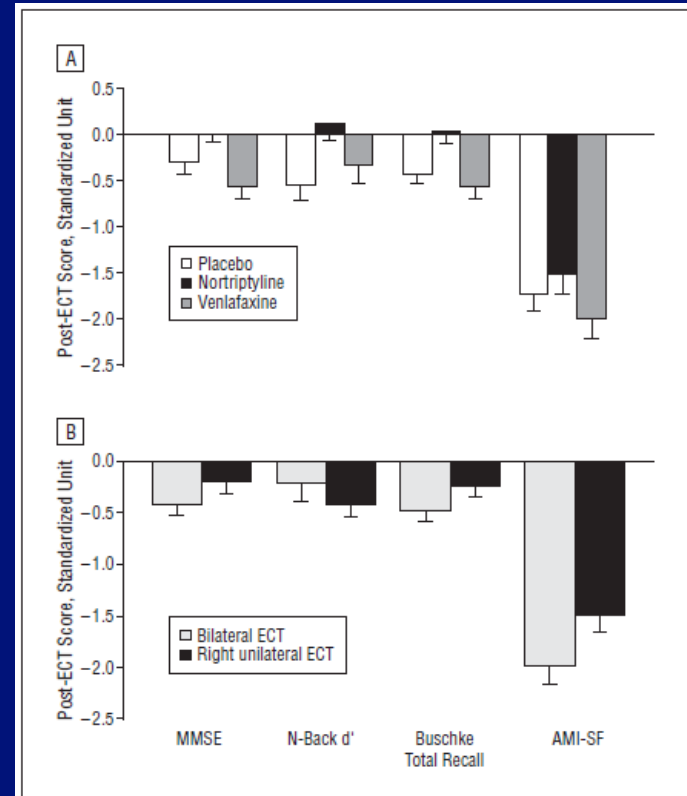 A
Post-ECT Score, Standardized Unit
0.5
0.0
−0.5
−1.0
−1.5
−2.0
−2.5
Placebo
Nortriptyline
Venlafaxine
B
Post-ECT Score, Standardized Unit
0.0
−0.5
−1.0
−1.5
−2.0
−2.5
Bilateral ECT
Right unilateral ECT
MMSE
N-Back d'
Buschke
Total Recall
AMI-SF